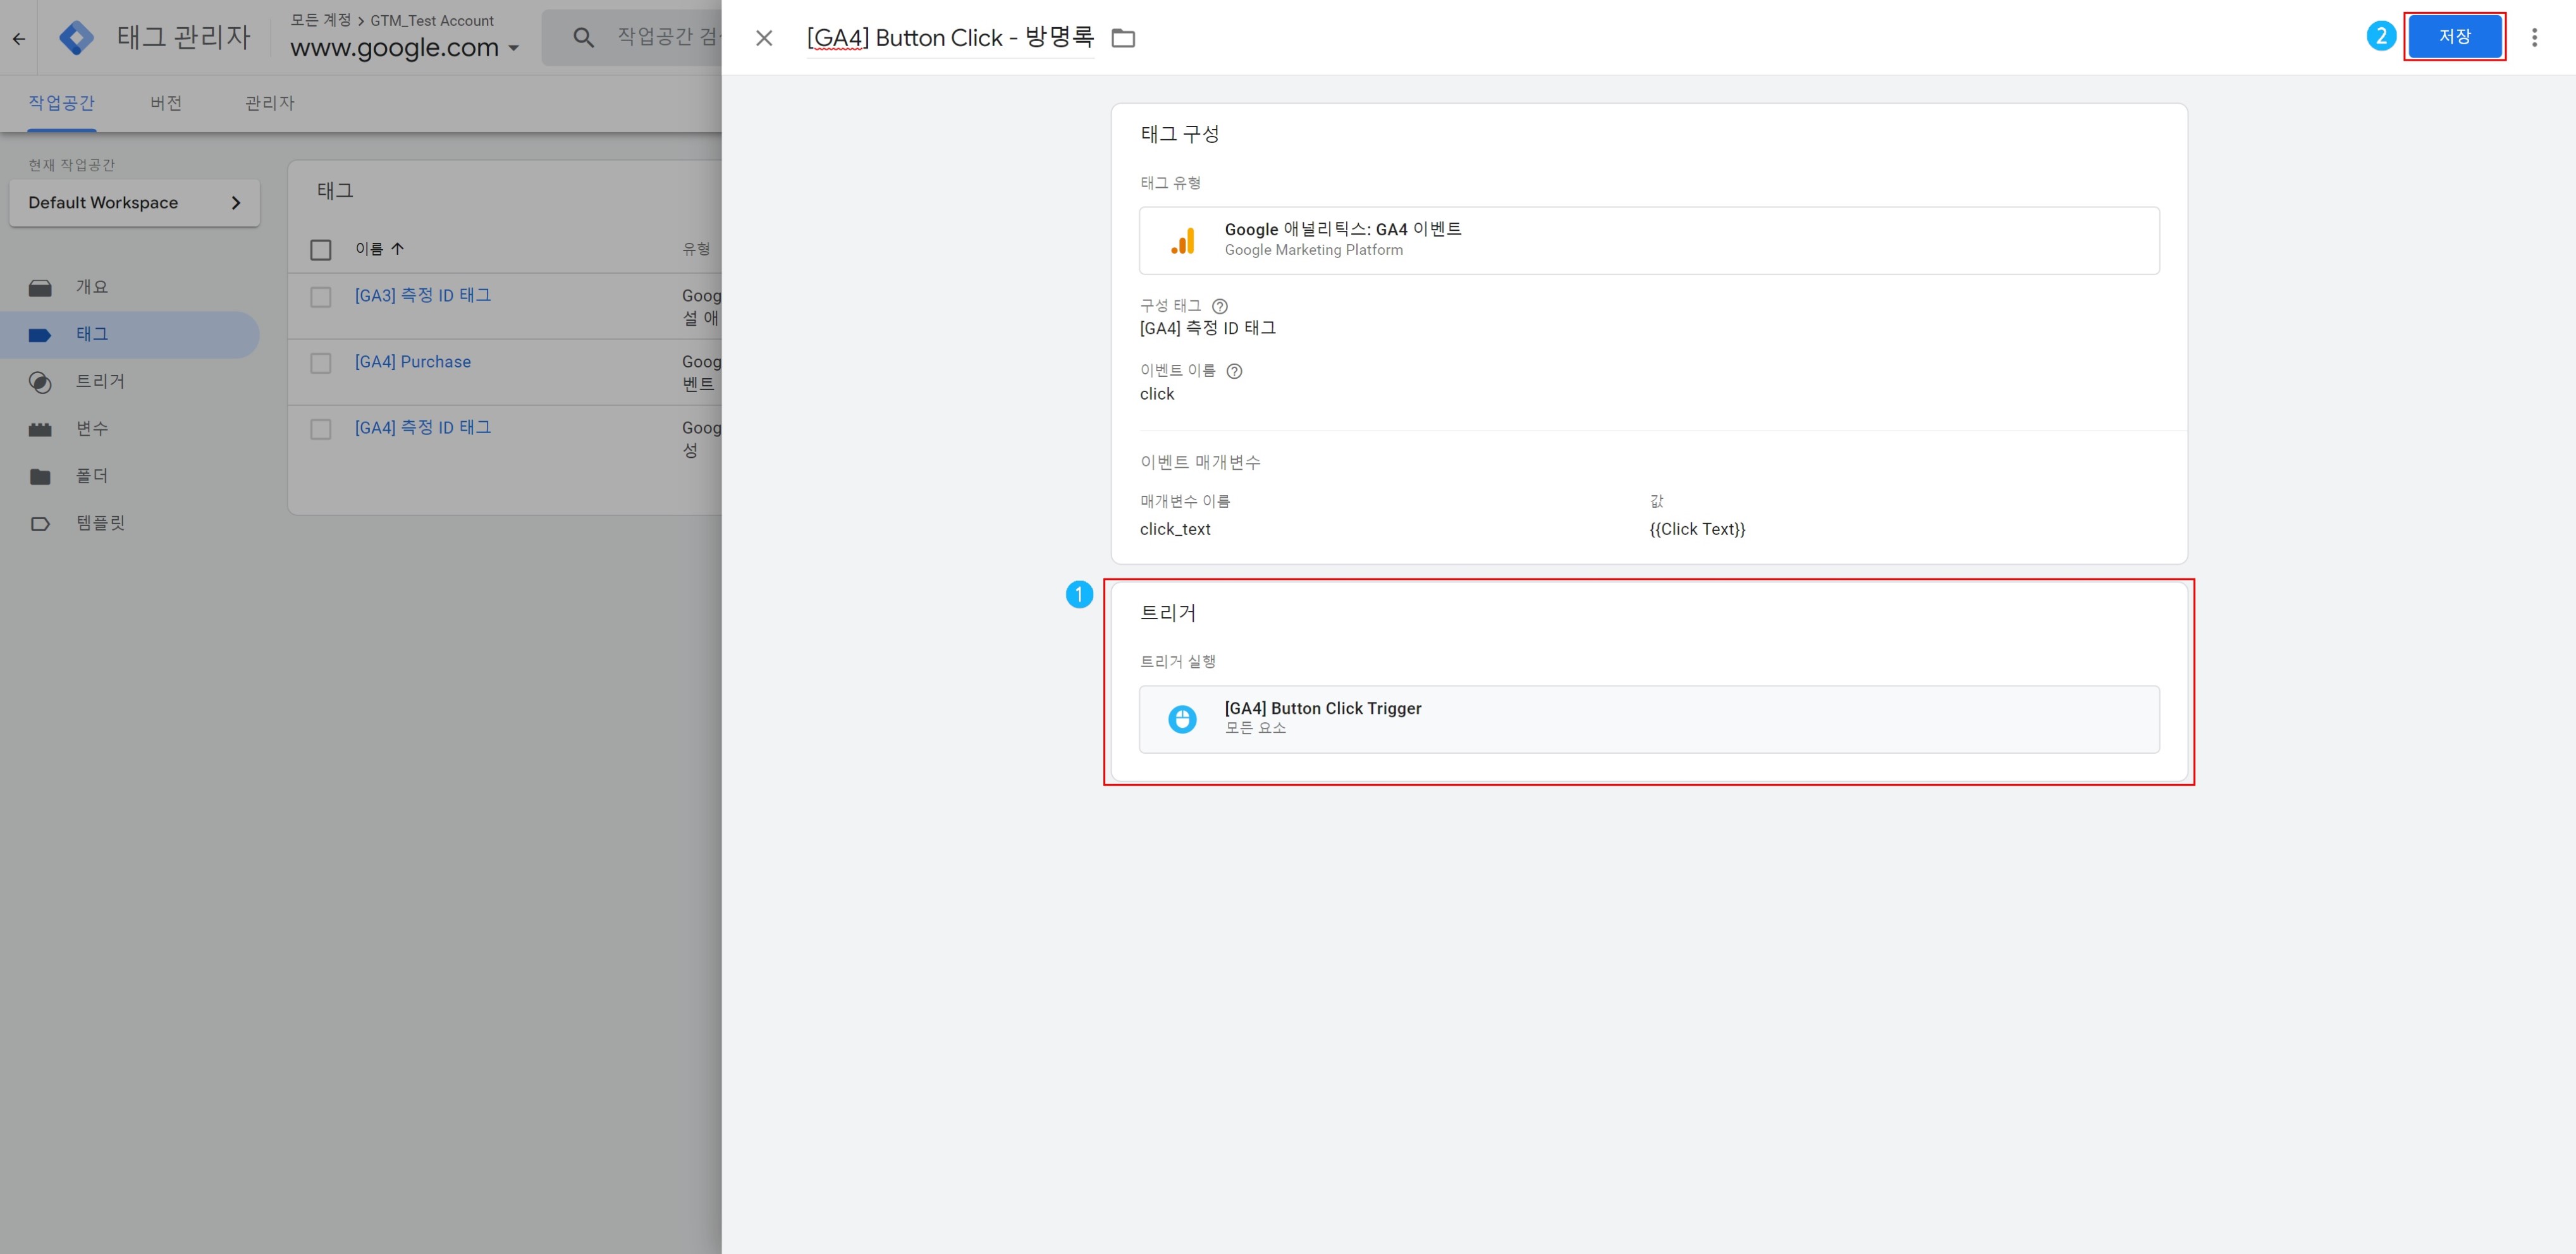 태그 관리자
모든 계정 > GTM_Test Account
www.google.com
작업공간 검
[GA4] Button Click - 방명록
2
저장
작업공간
버전
관리자
현재 작업공간
Default Workspace
개요
태그
트리거
변수
폴더
템플릿
태그
이름
유형
[GA3] 측정 ID 태그
Goog
설 애
[GA4] Purchase
Goog
벤트
[GA4] 측정 ID 태그
Goog
성
태그 구성
태그 유형
Google 애널리틱스: GA4 이벤트
Google Marketing Platform
구성 태그
[GA4] 측정 ID 태그
이벤트 이름
click
이벤트 매개변수
매개변수 이름
값
click_text
{{Click Text}}
1
트리거
트리거 실행
[GA4] Button Click Trigger
모든 요소